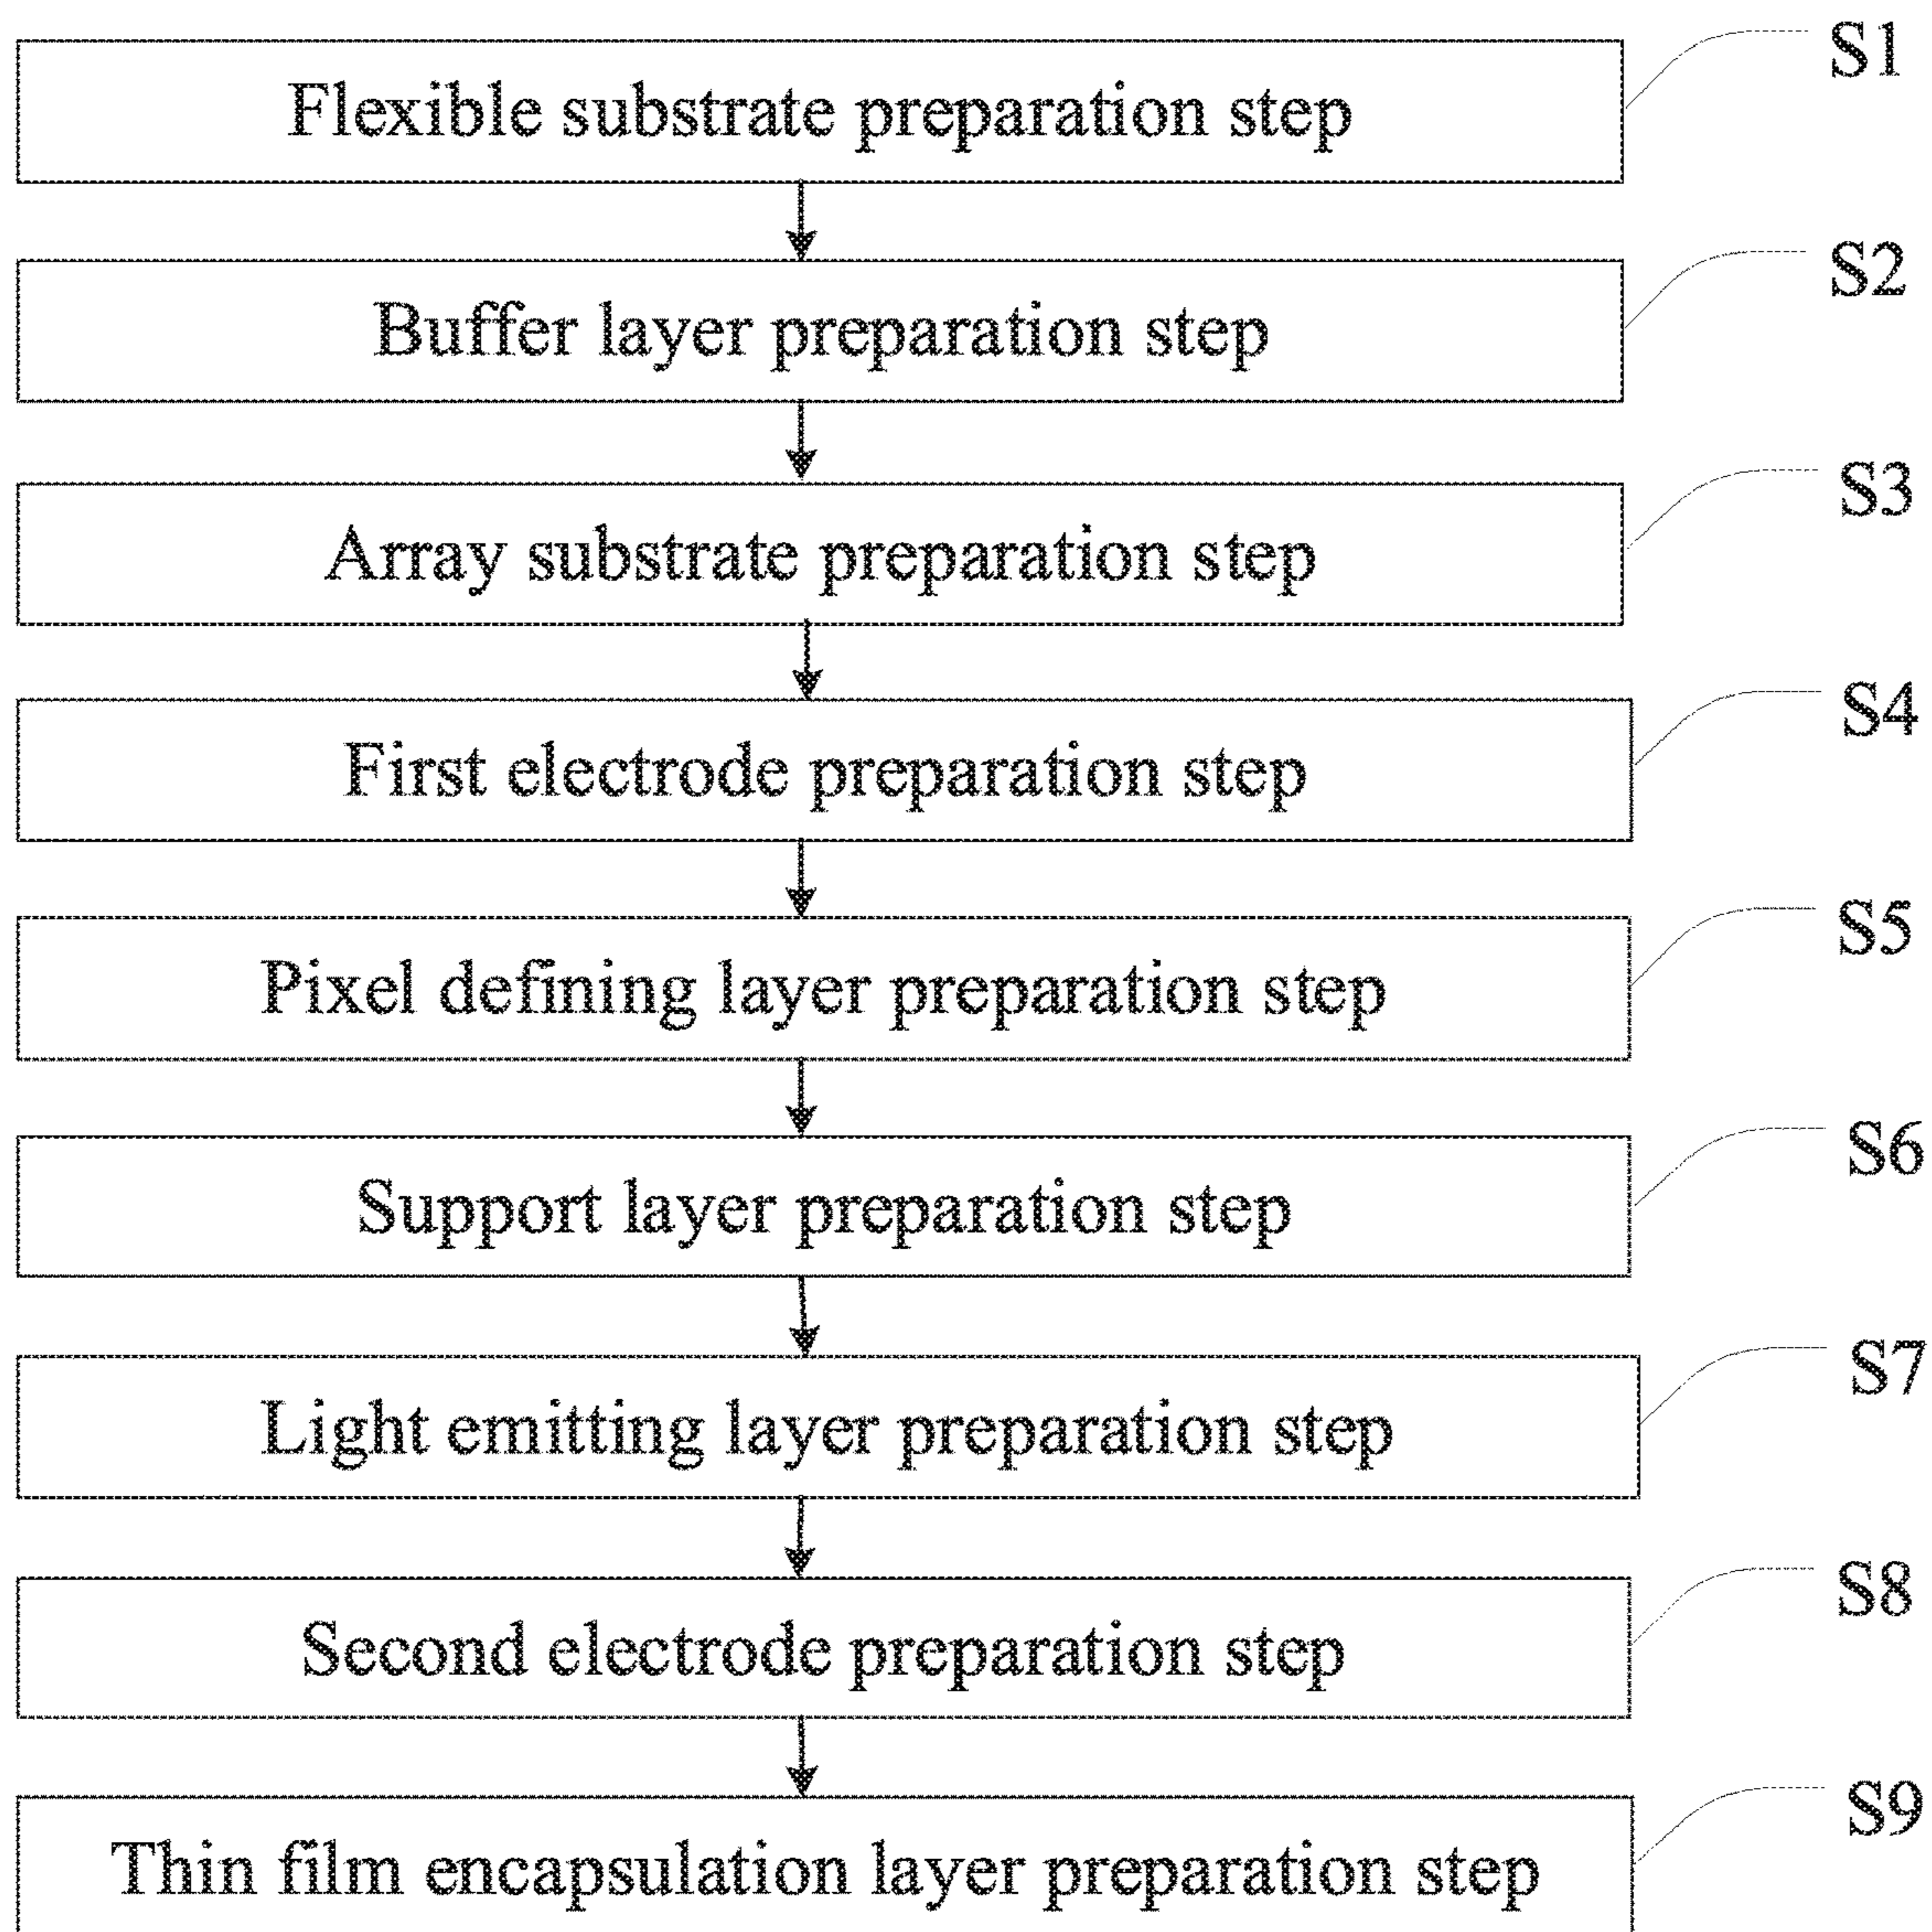 Flexible substrate preparation step
S1
Buffer layer preparation step
S2
Array substrate preparation step
S3
First electrode preparation step
S4
Pixel defining layer preparation step
S5
Support layer preparation step
S6
Light emitting layer preparation step
S7
Second electrode preparation step
S8
Thin film encapsulation layer preparation step
S9